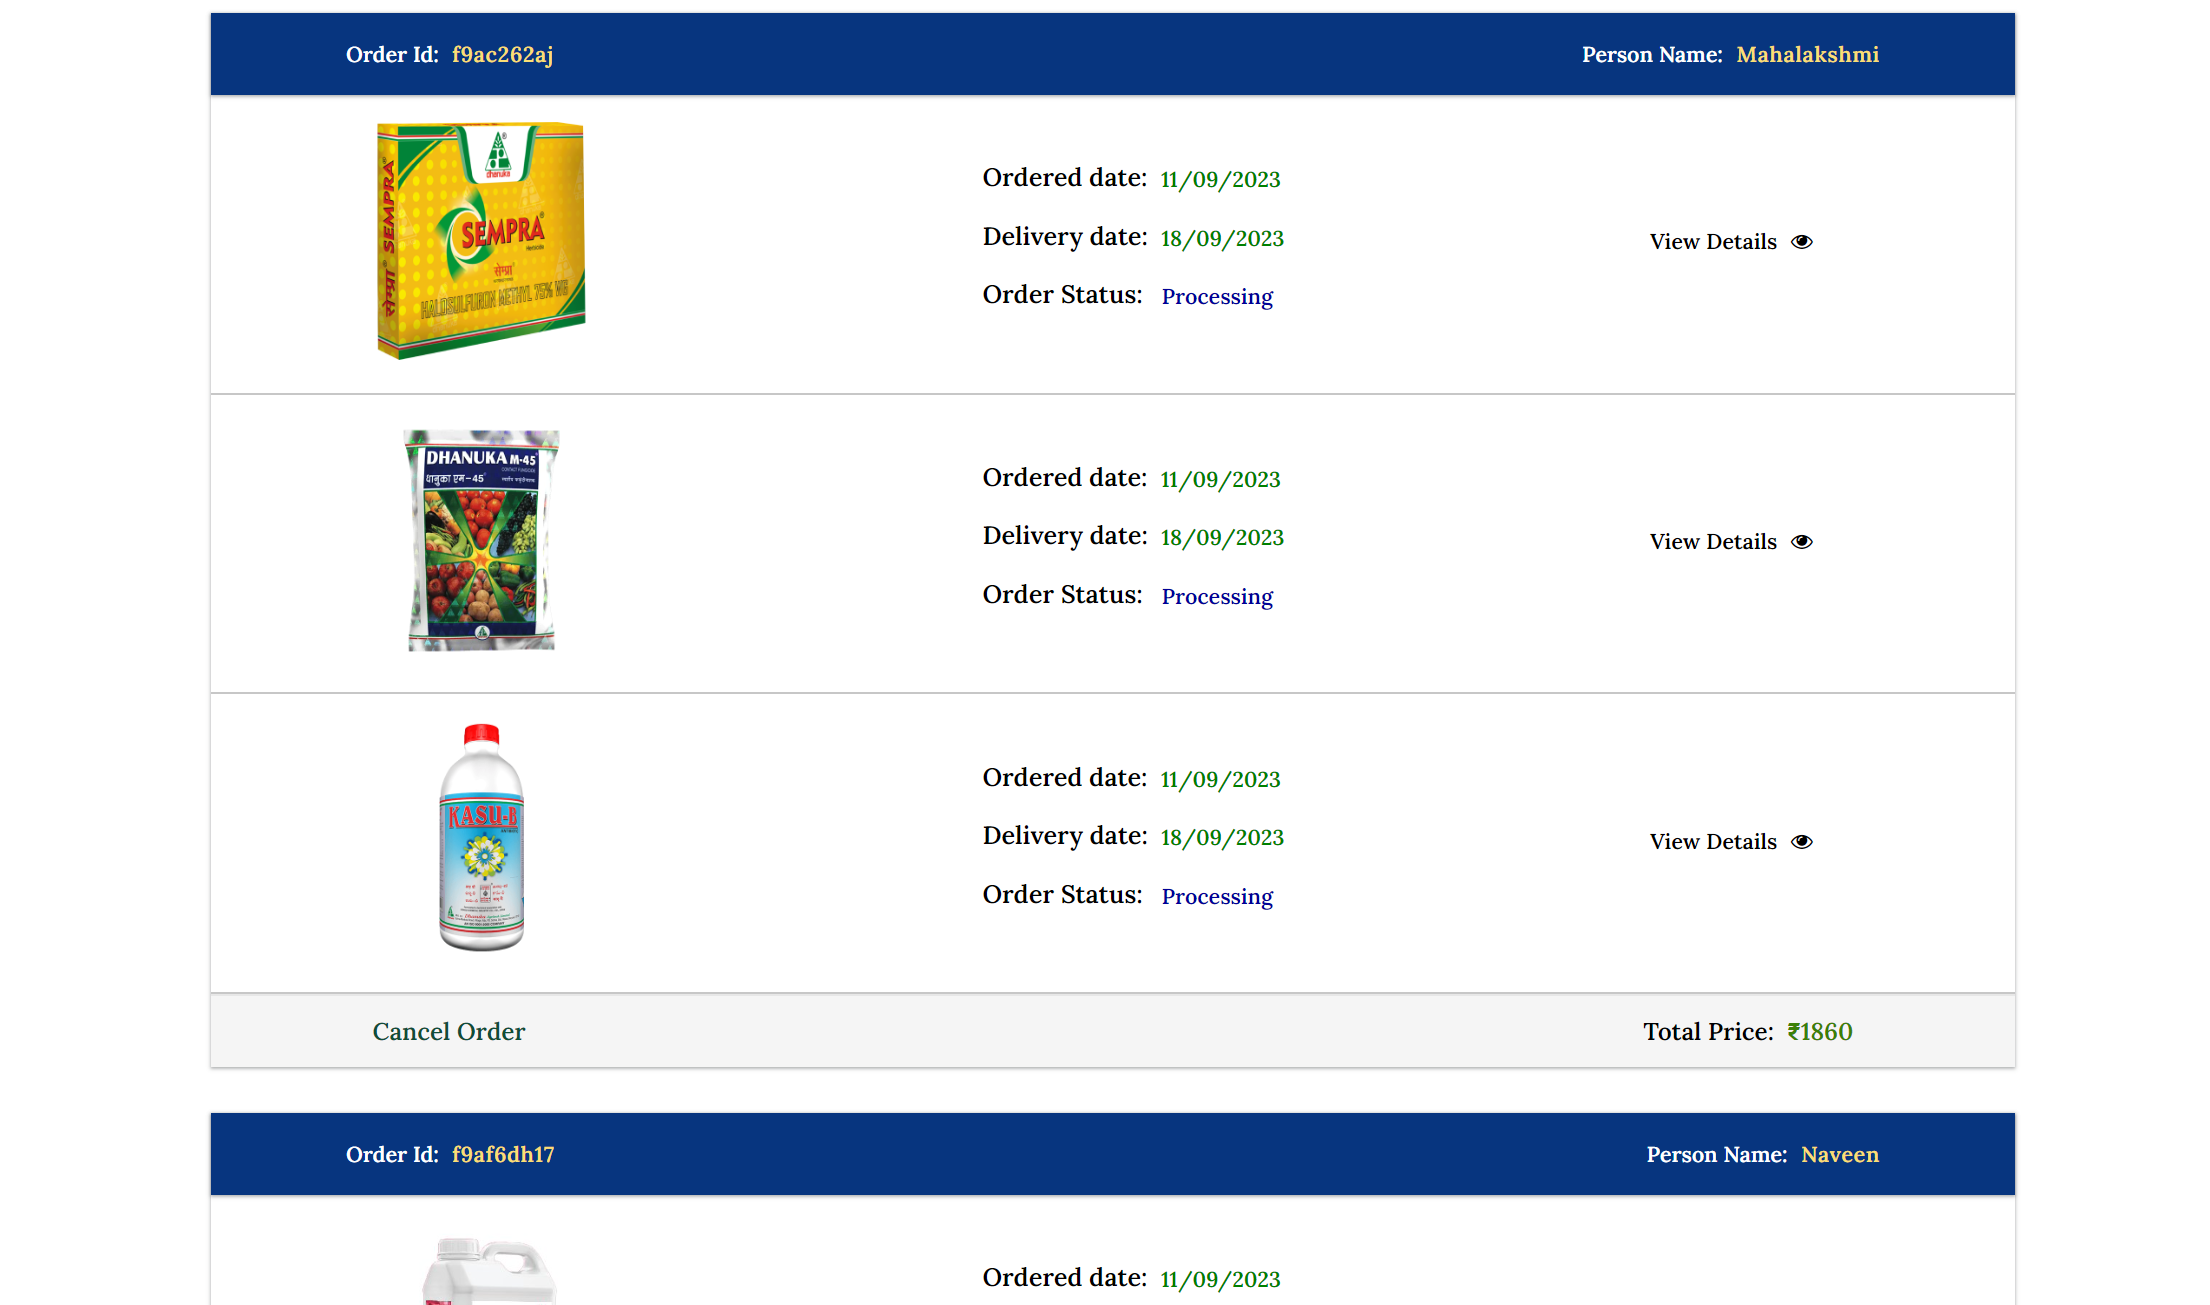 Order Id: f9ac262aj
Person Name: Mahalakshmi
dhanuka
SEMPRA
सेम्प्रा
HALOSULFURON METHYL 75% WG
सेम्प्रा SEMPRA
Ordered date: 11/09/2023
Delivery date: 18/09/2023
Order Status: Processing
View Details
DHANUKA M-45
CONTACT FUNGICIDE
धानुका एम-45
Ordered date: 11/09/2023
Delivery date: 18/09/2023
Order Status: Processing
View Details
KASU-B
Ordered date: 11/09/2023
Delivery date: 18/09/2023
Order Status: Processing
View Details
Cancel Order
Total Price: ₹1860
Order Id: f9af6dh17
Person Name: Naveen
Ordered date: 11/09/2023